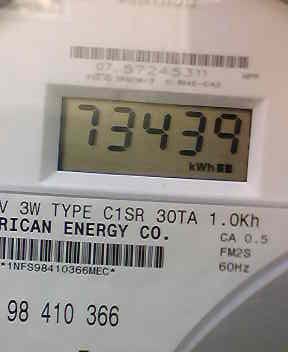 73439
kWh
V 3W TYPE C1SR 30TA 1.0Kh
RICAN ENERGY CO.
CA 0.5
FM2S
*1NFS98410366MEC*
60Hz
98 410 366